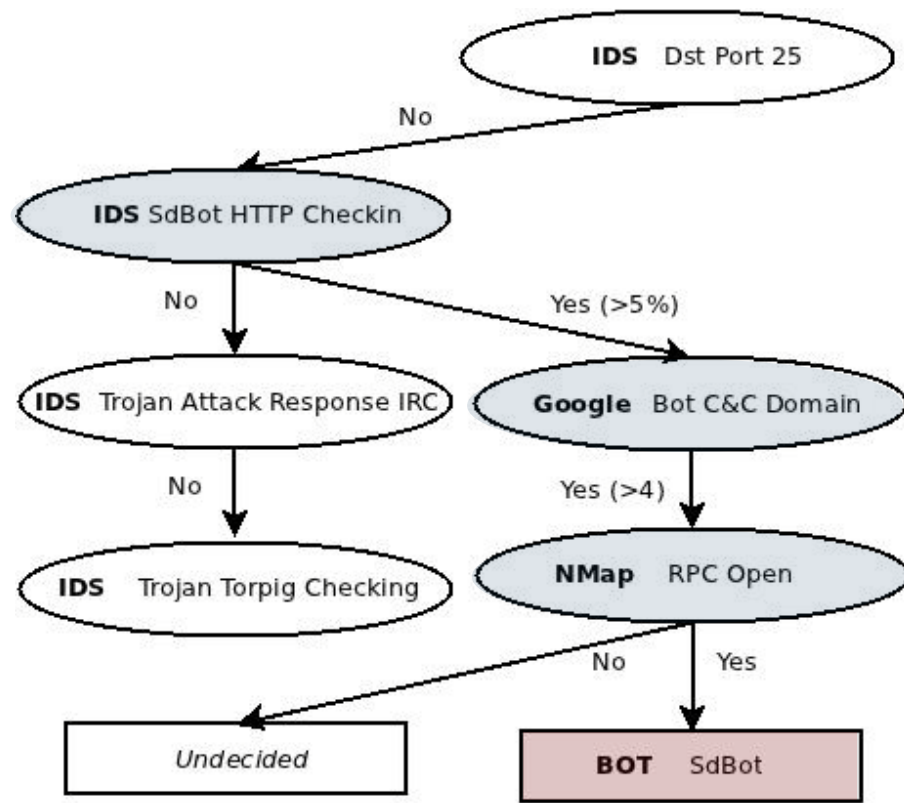 IDS Dst Port 25
No
IDS SdBot HTTP Checkin
No
Yes (>5%)
IDS Trojan Attack Response IRC
Google Bot C&C Domain
No
Yes (>4)
IDS Trojan Torpig Checking
NMap RPC Open
No
Yes
Undecided
BOT SdBot